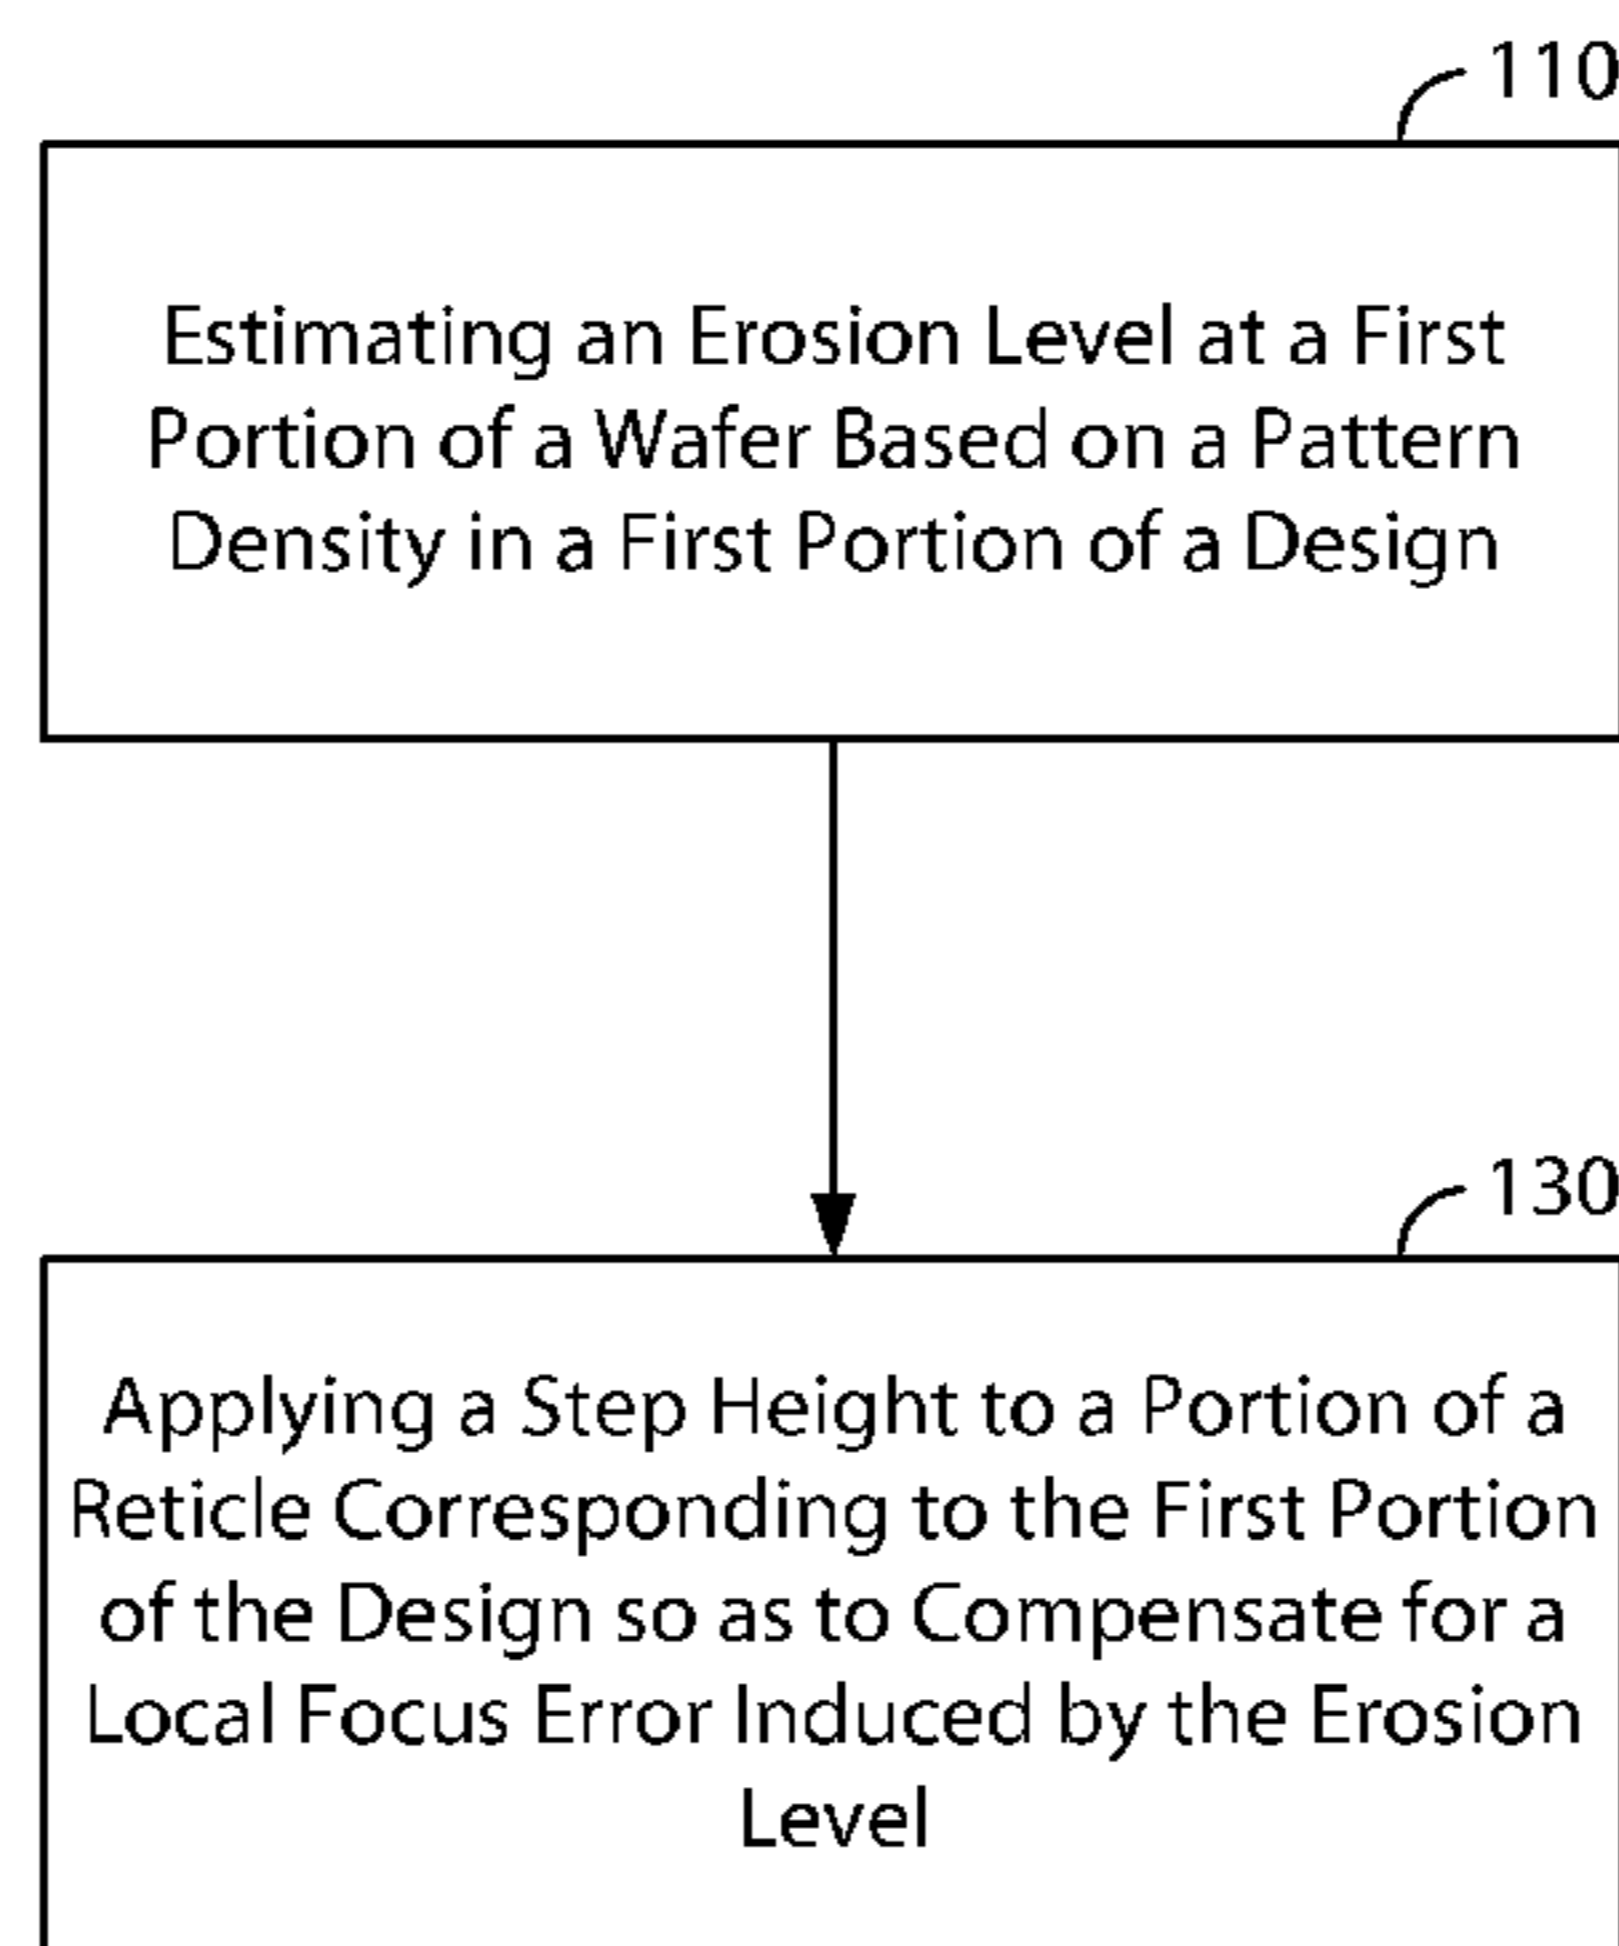 110
Estimating an Erosion Level at a First
Portion of a Wafer Based on a Pattern
Density in a First Portion of a Design
130
Applying a Step Height to a Portion of a
Reticle Corresponding to the First Portion
of the Design so as to Compensate for a
Local Focus Error Induced by the Erosion
Level